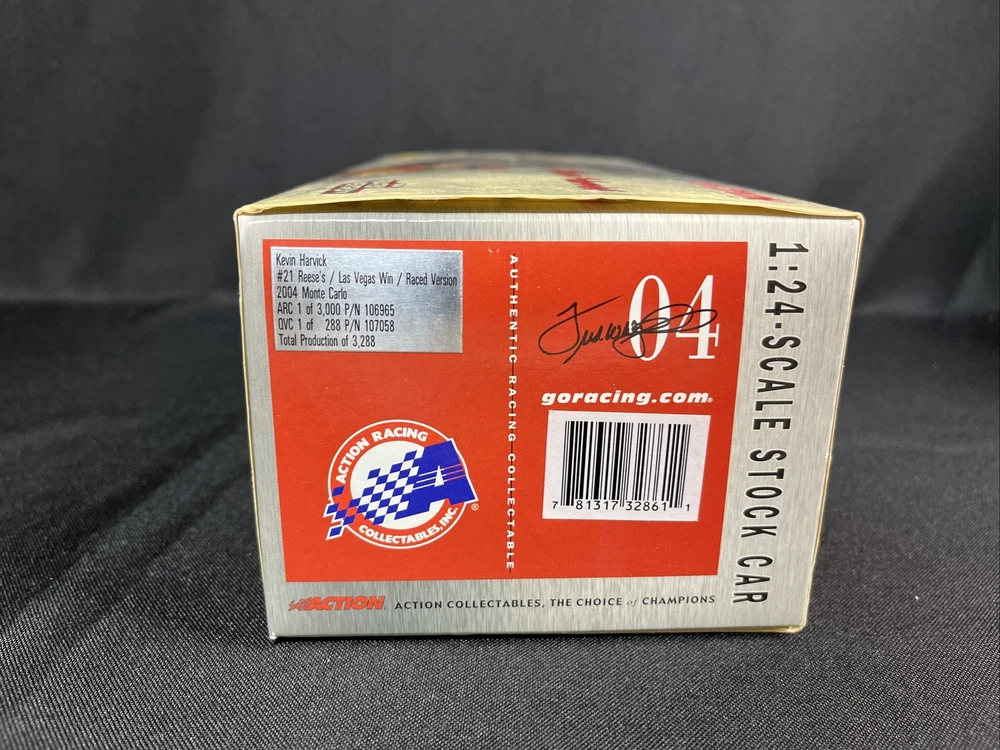 Kevin Harvick
#21 Reese's / Las Vegas Win / Raced Version
2004 Monte Carlo
ARC 1 of 3,000 P/N 106965
QVC 1 of 288 P/N 107058
Total Production of 3,288
AUTHENTIC RACING COLLECTABLE
04
goracing.com®
7 81317 32861 1
ACTION RACING
COLLECTABLES, INC.
®
ACTION ACTION COLLECTABLES, THE CHOICE of CHAMPIONS
1:24-SCALE STOCK CAR